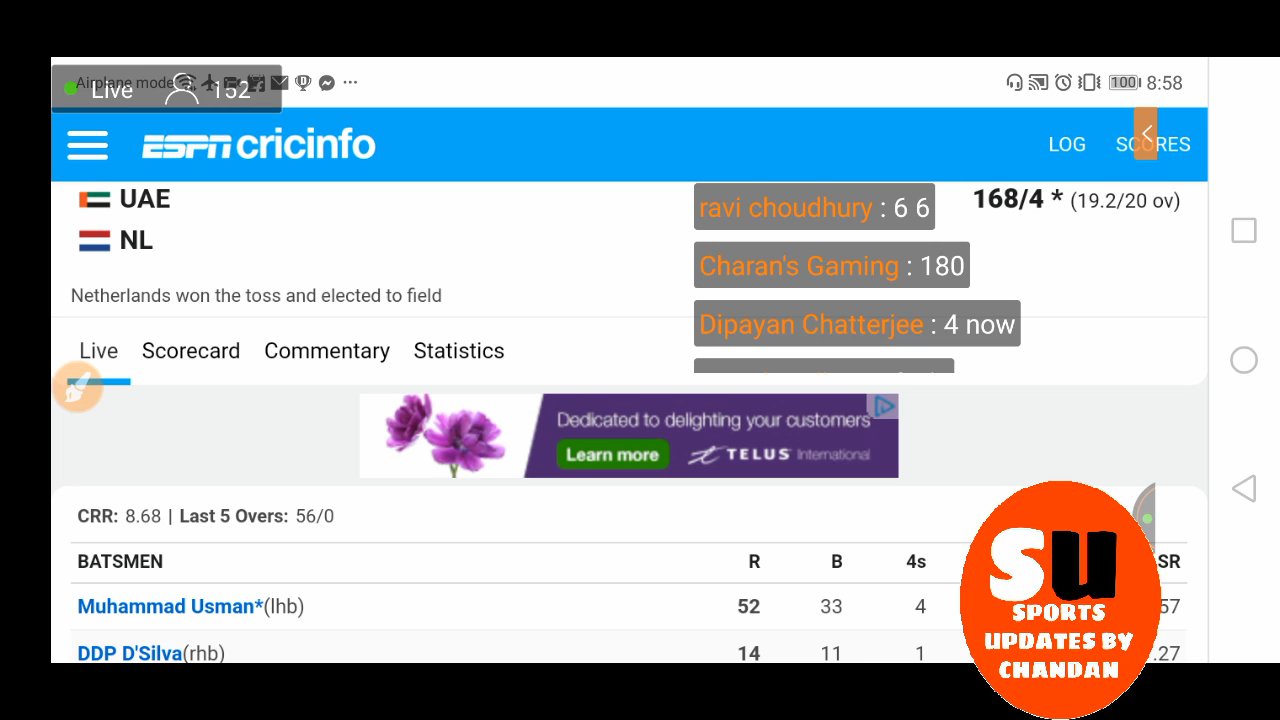 Airplane mode ...
Live 152
100 8:58
ESPN cricinfo
LOG SCORES
UAE
168/4 * (19.2/20 ov)
NL
ravi choudhury : 6 6
Charan's Gaming : 180
Dipayan Chatterjee : 4 now
Netherlands won the toss and elected to field
Live Scorecard Commentary Statistics
Dedicated to delighting your customers
Learn more TELUS International
CRR: 8.68 | Last 5 Overs: 56/0
BATSMEN R B 4s SR
Muhammad Usman*(lhb) 52 33 4 57
DDP D'Silva(rhb) 14 11 1 .27
SU
SPORTS
UPDATES BY
CHANDAN